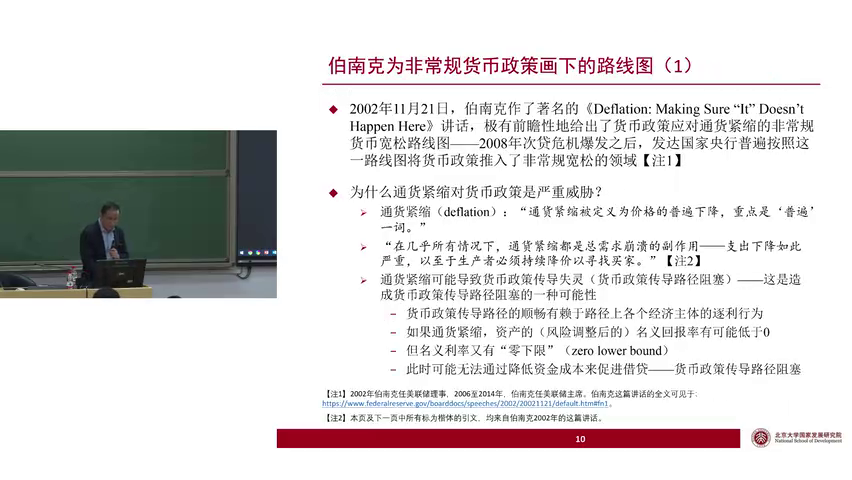 伯南克为非常规货币政策画下的路线图（1）
◆ 2002年11月21日，伯南克作了著名的《Deflation: Making Sure “It” Doesn’t
Happen Here》讲话，极有前瞻性地给出了货币政策应对通货紧缩的非常规
货币宽松路线图——2008年次贷危机爆发之后，发达国家央行普遍按照这
一路线图将货币政策推入了非常规宽松的领域【注1】
◆ 为什么通货紧缩对货币政策是严重威胁？
➢ 通货紧缩（deflation）：“通货紧缩被定义为价格的普遍下降，重点是‘普遍’
一词。”
➢ “在几乎所有情况下，通货紧缩都是总需求崩溃的副作用——支出下降如此
严重，以至于生产者必须持续降价以寻找买家。”【注2】
➢ 通货紧缩可能导致货币政策传导失灵（货币政策传导路径阻塞）——这是造
成货币政策传导路径阻塞的一种可能性
– 货币政策传导路径的顺畅有赖于路径上各个经济主体的逐利行为
– 如果通货紧缩，资产的（风险调整后的）名义回报率有可能低于0
– 但名义利率又有“零下限”（zero lower bound）
– 此时可能无法通过降低资金成本来促进借贷——货币政策传导路径阻塞
【注1】2002年伯南克任美联储理事，2006至2014年，伯南克任美联储主席。伯南克这篇讲话的全文可见于：
https://www.federalreserve.gov/boarddocs/speeches/2002/20021121/default.htm#fn1。
【注2】本页及下一页中所有标为楷体的引文，均来自伯南克2002年的这篇讲话。
10
北京大学国家发展研究院
National School of Development